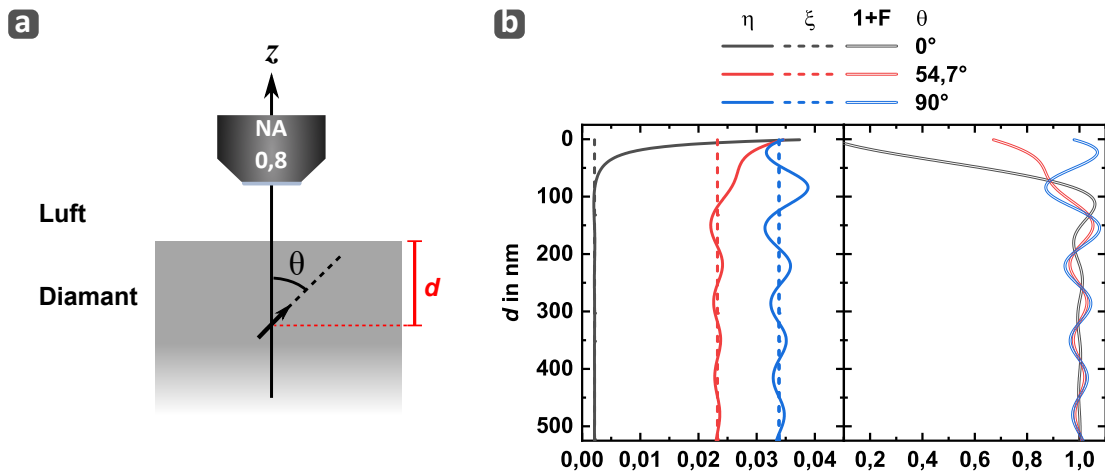 a
z
NA
0,8
Luft
Diamant
θ
d
b
η ξ 1+F θ
0°
54,7°
90°
d in nm
0
100
200
300
400
500
0,00 0,01 0,02 0,03 0,04 0,2 0,4 0,6 0,8 1,0